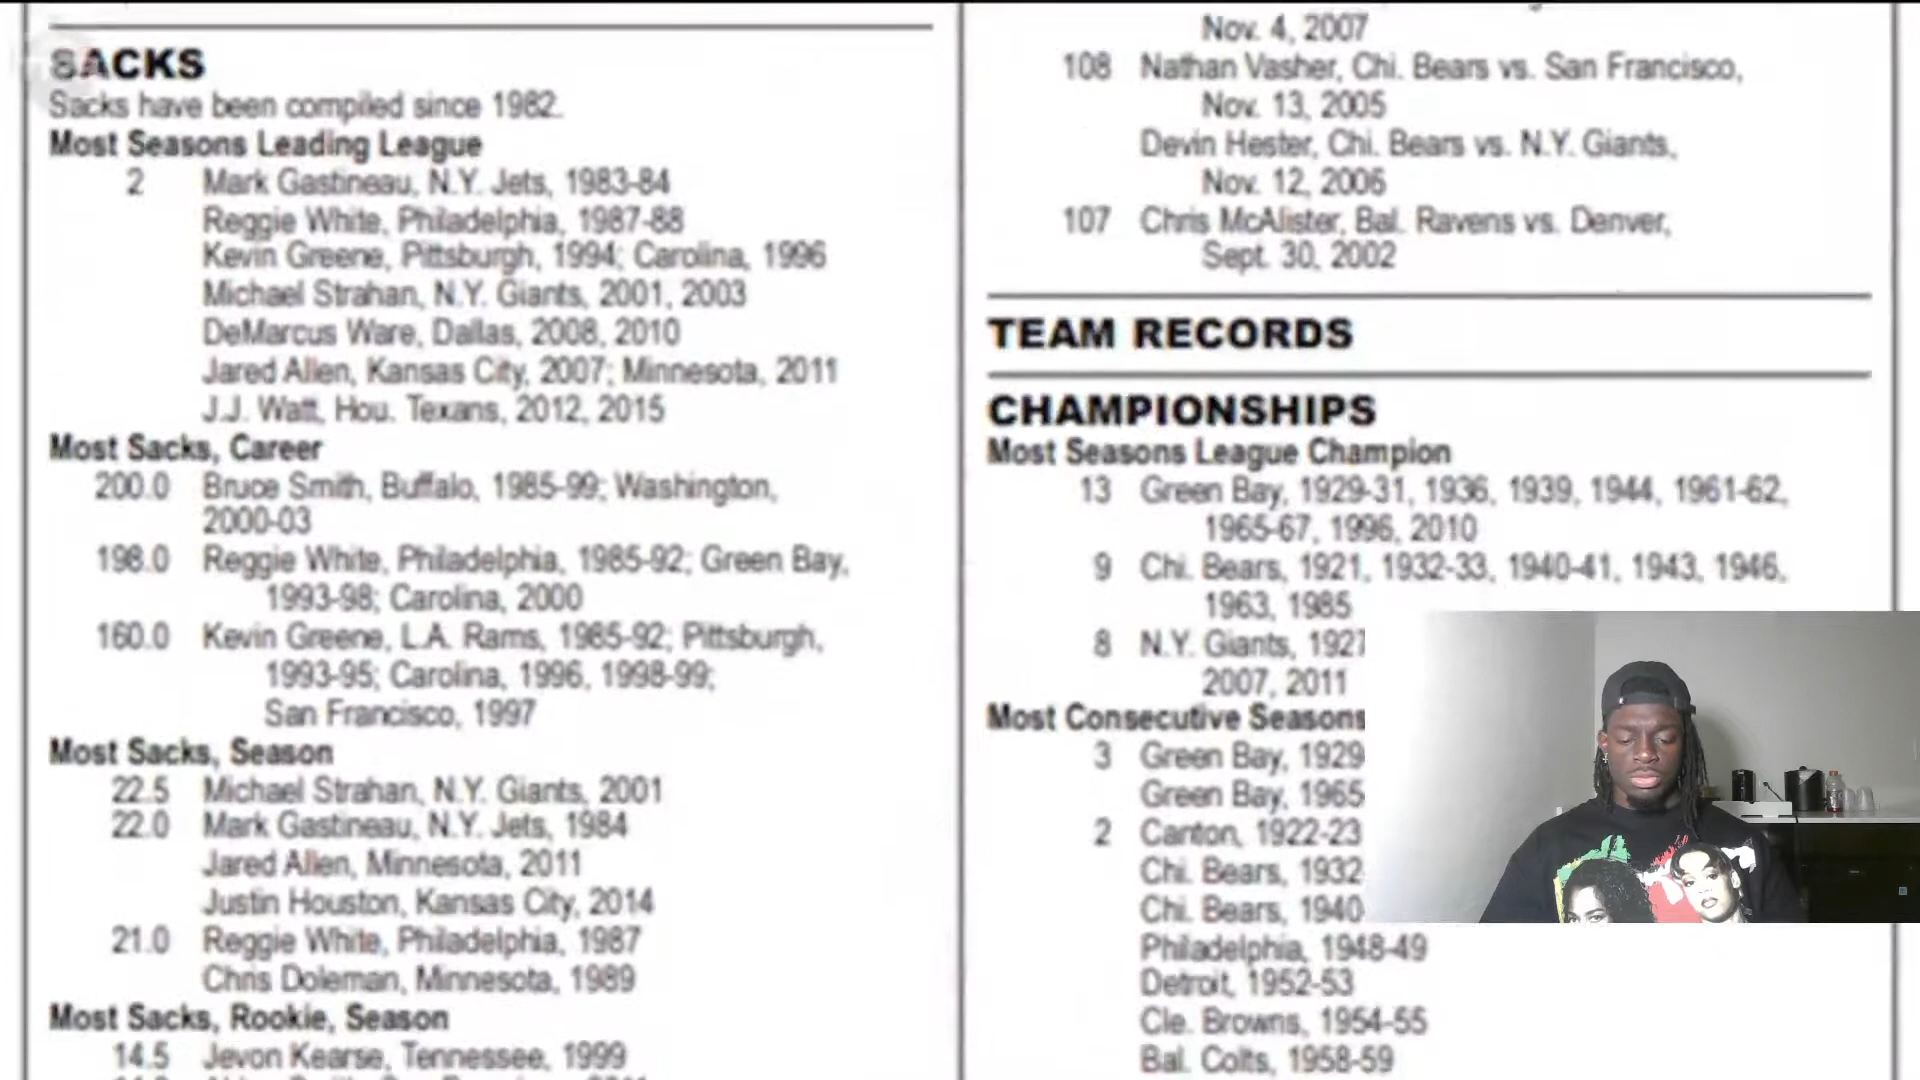 SACKS
Sacks have been compiled since 1982.
Most Seasons Leading League
2 Mark Gastineau, N.Y. Jets, 1983-84
Reggie White, Philadelphia, 1987-88
Kevin Greene, Pittsburgh, 1994; Carolina, 1996
Michael Strahan, N.Y. Giants, 2001, 2003
DeMarcus Ware, Dallas, 2008, 2010
Jared Allen, Kansas City, 2007; Minnesota, 2011
J.J. Watt, Hou. Texans, 2012, 2015
Most Sacks, Career
200.0 Bruce Smith, Buffalo, 1985-99; Washington,
2000-03
198.0 Reggie White, Philadelphia, 1985-92; Green Bay,
1993-98; Carolina, 2000
160.0 Kevin Greene, L.A. Rams, 1985-92; Pittsburgh,
1993-95; Carolina, 1996, 1998-99;
San Francisco, 1997
Most Sacks, Season
22.5 Michael Strahan, N.Y. Giants, 2001
22.0 Mark Gastineau, N.Y. Jets, 1984
Jared Allen, Minnesota, 2011
Justin Houston, Kansas City, 2014
21.0 Reggie White, Philadelphia, 1987
Chris Doleman, Minnesota, 1989
Most Sacks, Rookie, Season
14.5 Jevon Kearse, Tennessee, 1999
Nov. 4, 2007
108 Nathan Vasher, Chi. Bears vs. San Francisco,
Nov. 13, 2005
Devin Hester, Chi. Bears vs. N.Y. Giants,
Nov. 12, 2006
107 Chris McAlister, Bal. Ravens vs. Denver,
Sept. 30, 2002
TEAM RECORDS
CHAMPIONSHIPS
Most Seasons League Champion
13 Green Bay, 1929-31, 1936, 1939, 1944, 1961-62,
1965-67, 1996, 2010
9 Chi. Bears, 1921, 1932-33, 1940-41, 1943, 1946,
1963, 1985
8 N.Y. Giants, 1927
2007, 2011
Most Consecutive Seasons
3 Green Bay, 1929
Green Bay, 1965
2 Canton, 1922-23
Chi. Bears, 1932
Chi. Bears, 1940
Philadelphia, 1948-49
Detroit, 1952-53
Cle. Browns, 1954-55
Bal. Colts, 1958-59